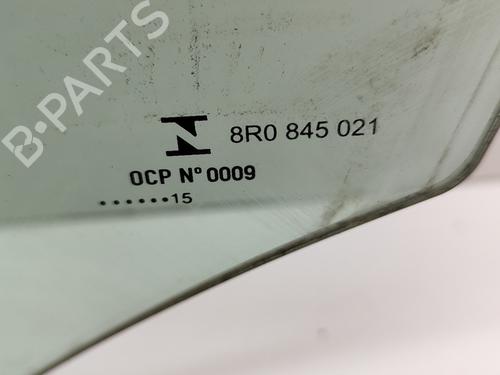 B-PARTS
8R0 845 021
OCP Nº 0009
......15